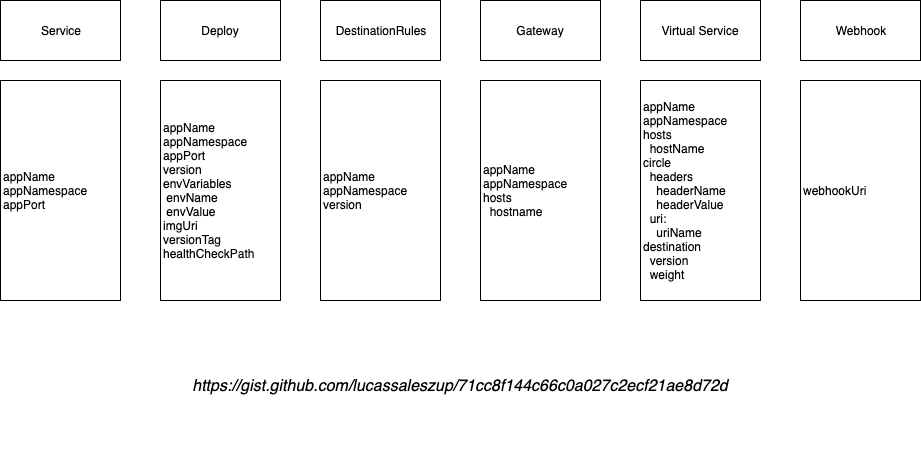 Service
appName
appNamespace
appPort
Deploy
appName
appNamespace
appPort
version
envVariables
envName
envValue
imgUri
versionTag
healthCheckPath
DestinationRules
appName
appNamespace
version
Gateway
appName
appNamespace
hosts
hostname
Virtual Service
appName
appNamespace
hosts
hostName
circle
headers
headerName
headerValue
uri:
uriName
destination
version
weight
Webhook
webhookUri
https://gist.github.com/lucassaleszup/71cc8f144c66c0a027c2ecf21ae8d72d